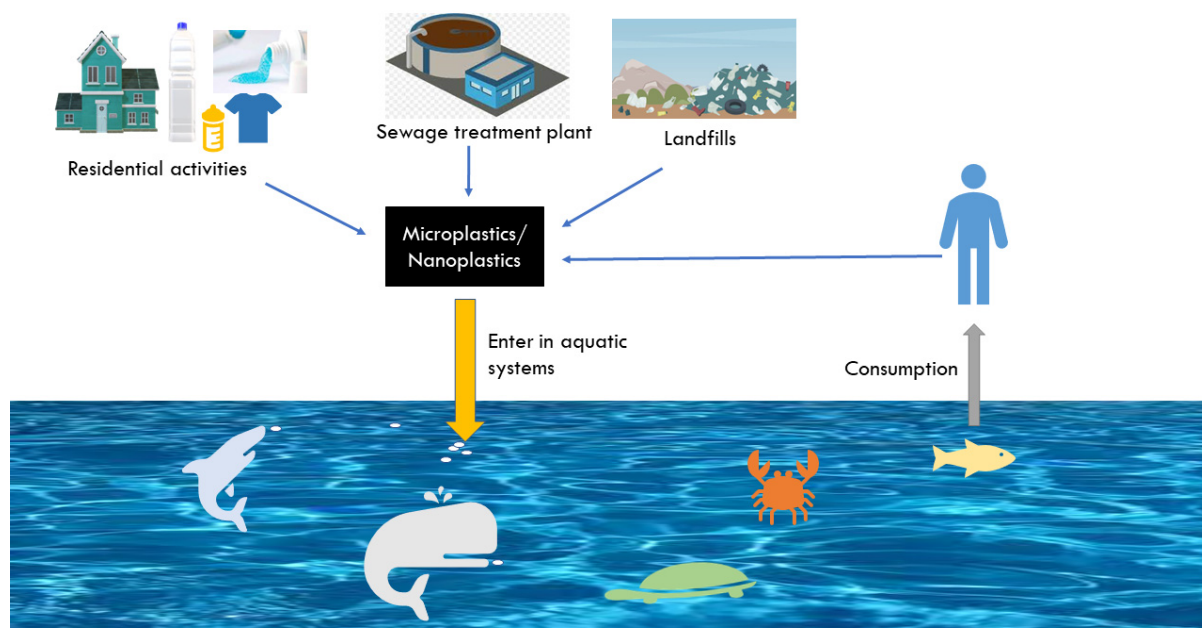 Residential activities
Sewage treatment plant
Landfills
Microplastics/
Nanoplastics
Enter in aquatic
systems
Consumption